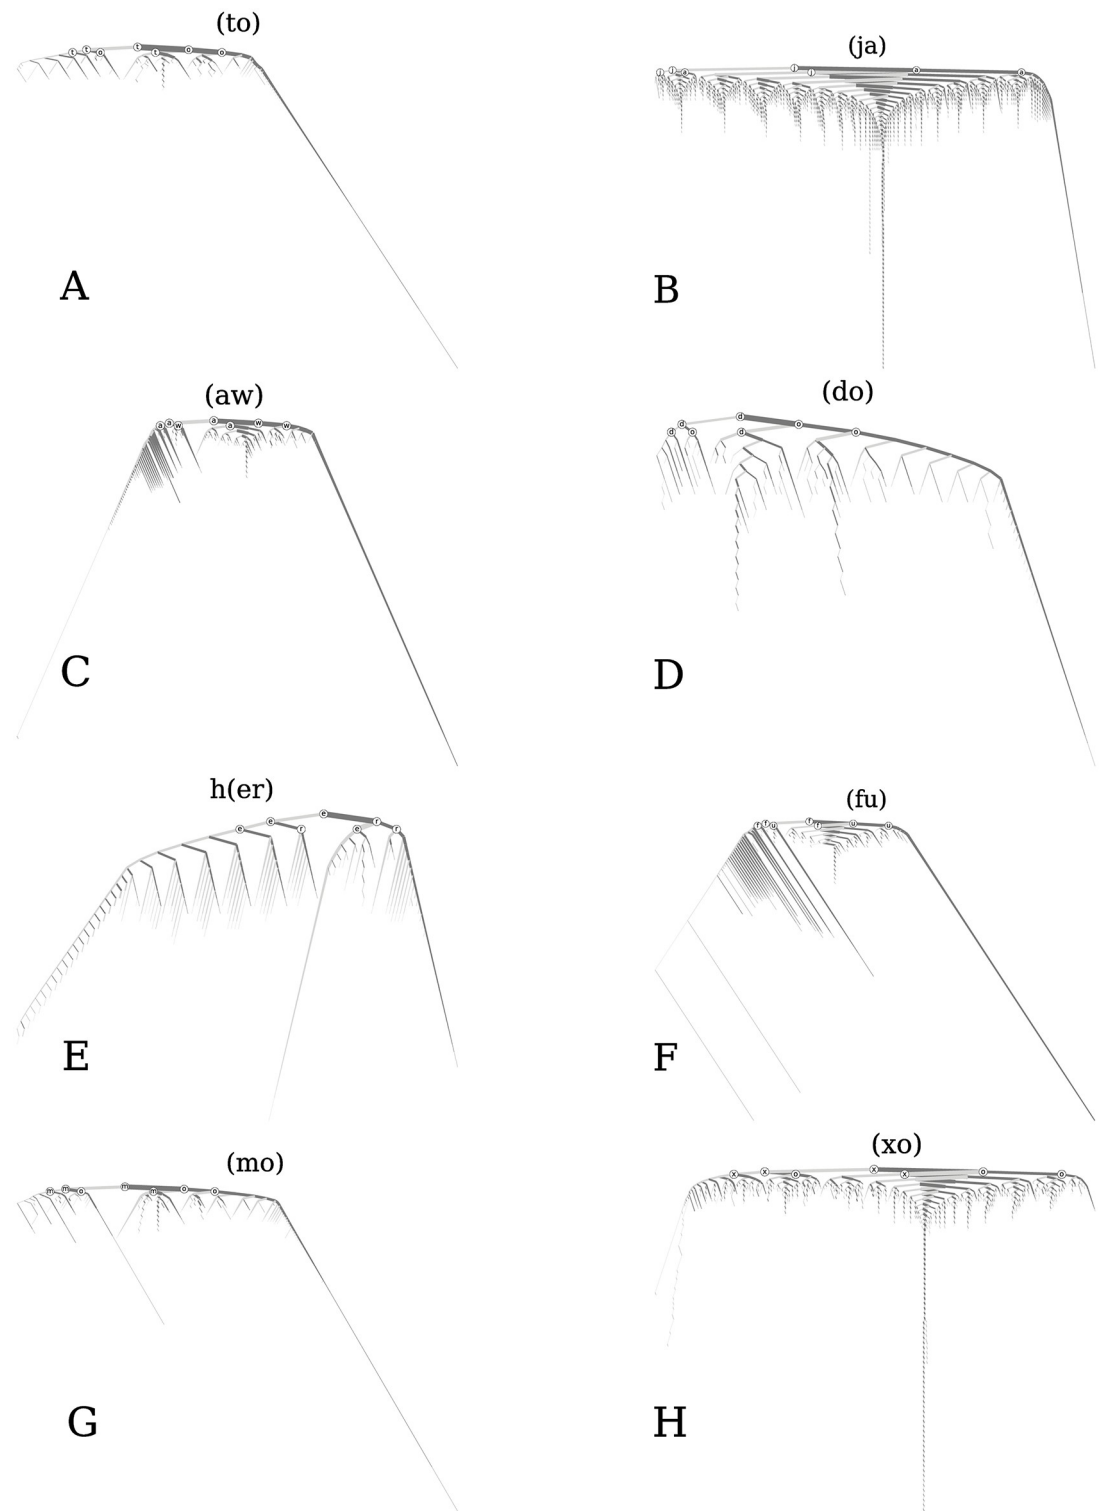 (to)
t t o t t o o
A
(ja)
j j a j j a a
B
(aw)
a a w a a w w
C
(do)
d d o d d o o
D
h(er)
e e r e e r r
E
(fu)
f f u f f u u
F
(mo)
m m o m m o o
G
(xo)
x x o x x o o
H